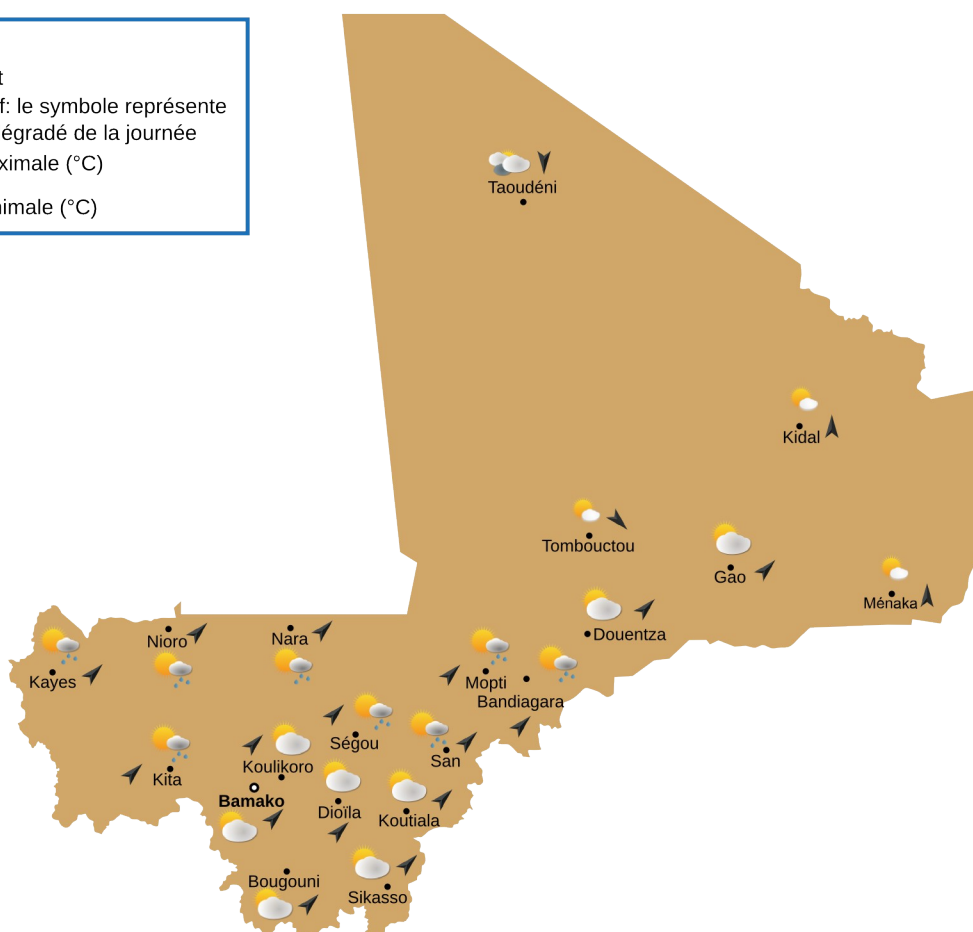 t
f: le symbole représente
égradé de la journée
ximale (°C)
nimale (°C)
Taoudéni
Kidal
Tombouctou
Gao
Ménaka
Douentza
Nioro
Nara
Kayes
Mopti
Bandiagara
Ségou
San
Koulikoro
Kita
Bamako
Dioïla
Koutiala
Bougouni
Sikasso